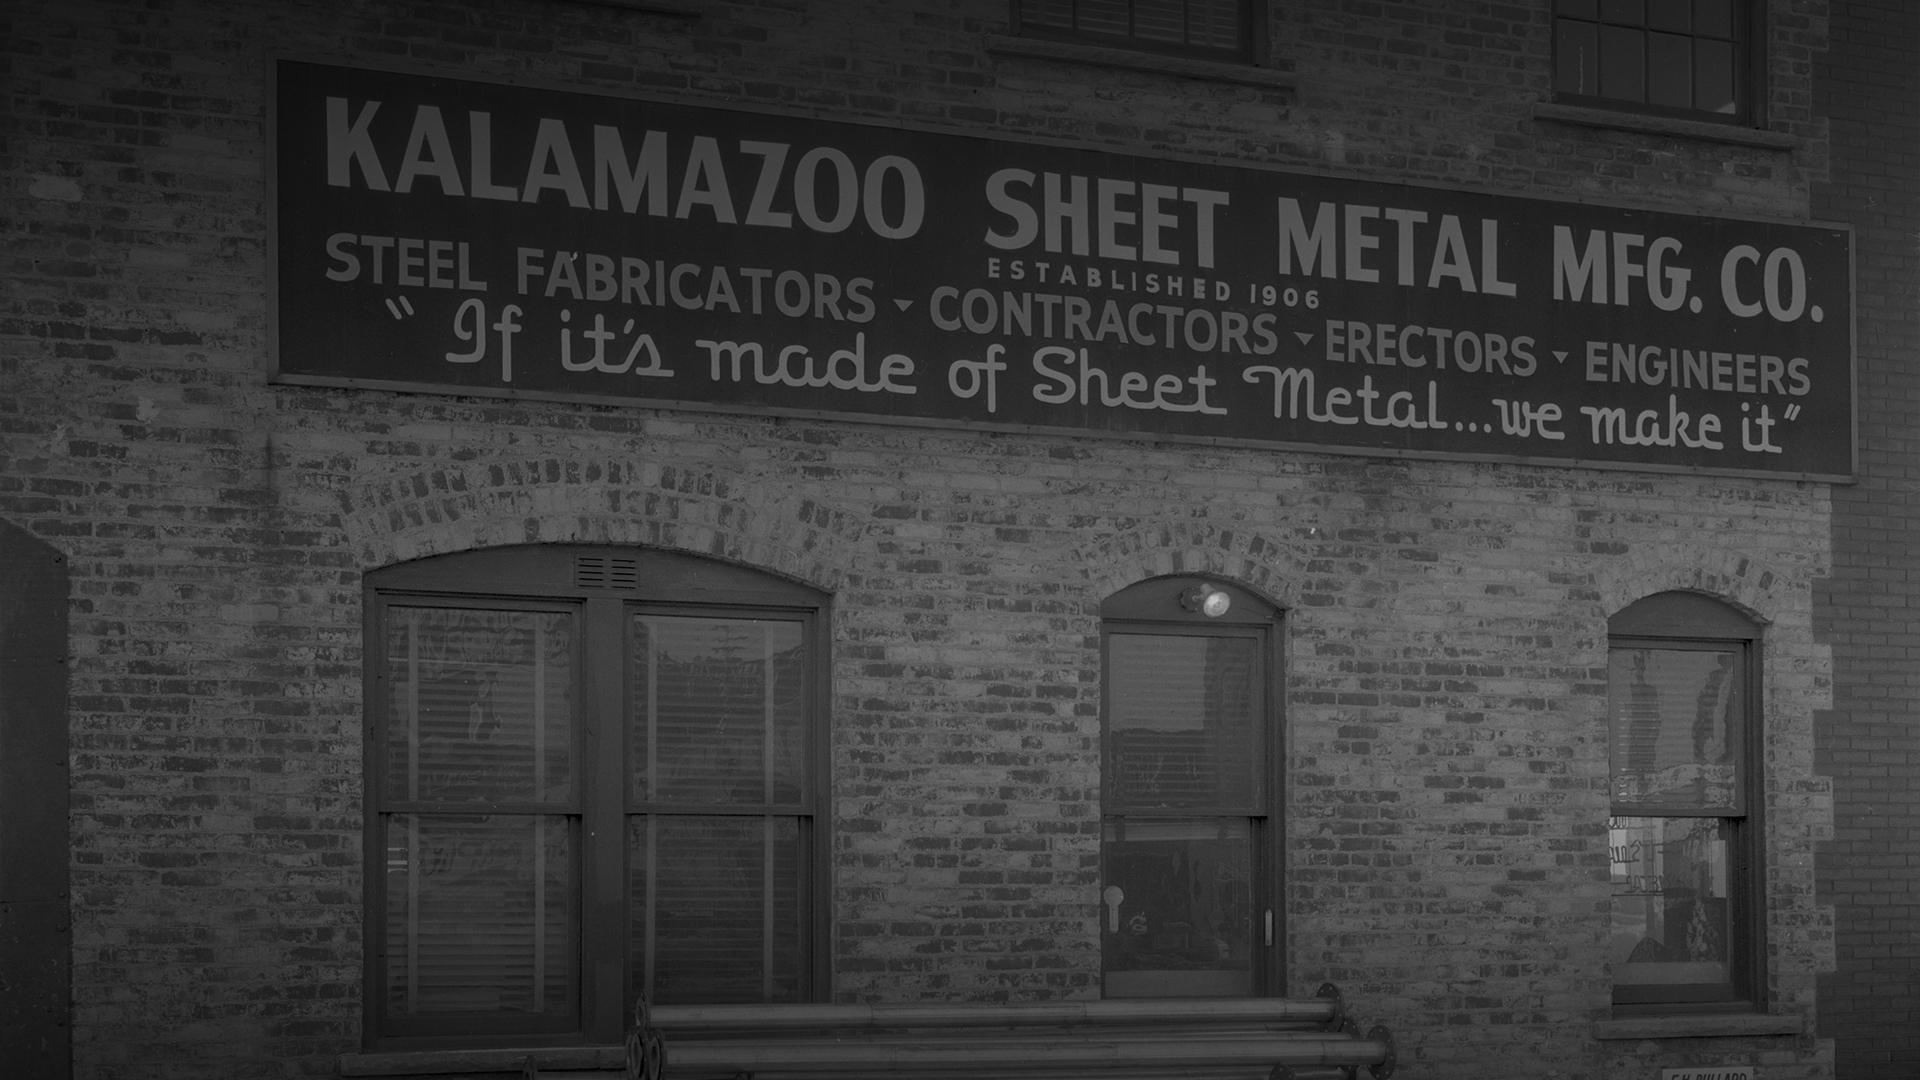 KALAMAZOO SHEET METAL MFG. CO.
ESTABLISHED 1906
STEEL FABRICATORS ▾ CONTRACTORS ▾ ERECTORS ▾ ENGINEERS
"If it's made of Sheet Metal...we make it"